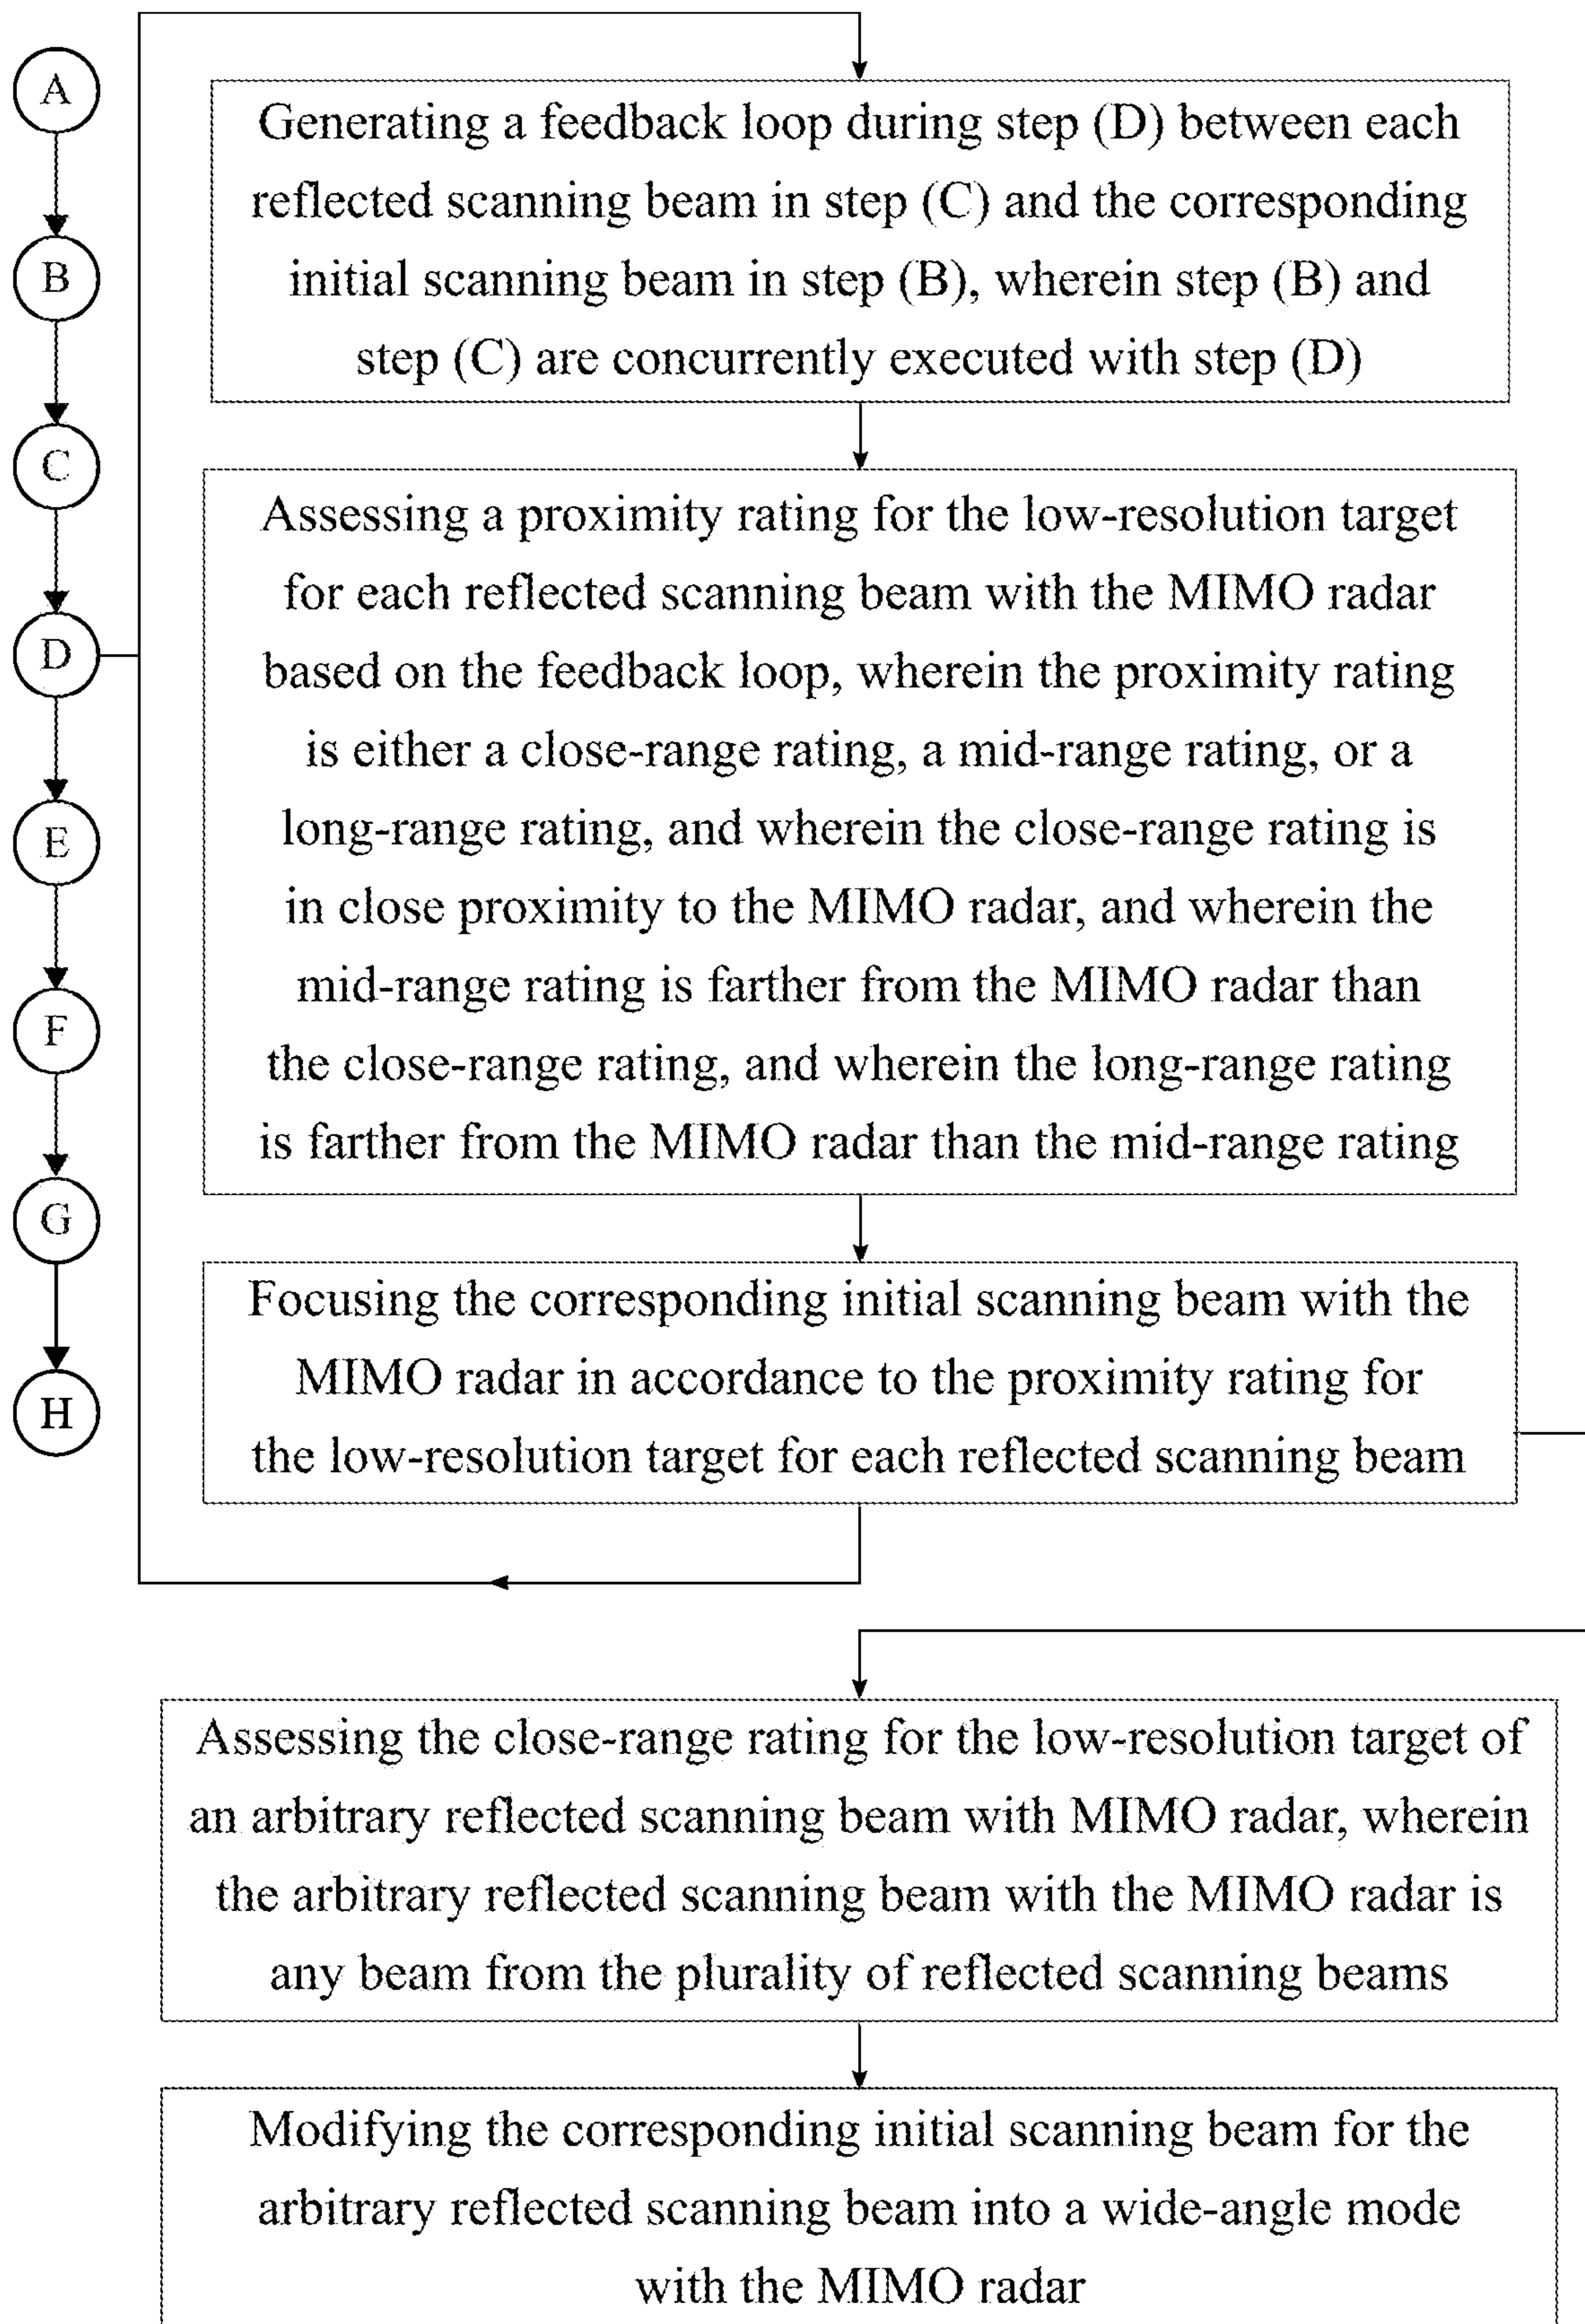 A
B
C
D
E
F
G
H
Generating a feedback loop during step (D) between each
reflected scanning beam in step (C) and the corresponding
initial scanning beam in step (B), wherein step (B) and
step (C) are concurrently executed with step (D)
Assessing a proximity rating for the low-resolution target
for each reflected scanning beam with the MIMO radar
based on the feedback loop, wherein the proximity rating
is either a close-range rating, a mid-range rating, or a
long-range rating, and wherein the close-range rating is
in close proximity to the MIMO radar, and wherein the
mid-range rating is farther from the MIMO radar than
the close-range rating, and wherein the long-range rating
is farther from the MIMO radar than the mid-range rating
Focusing the corresponding initial scanning beam with the
MIMO radar in accordance to the proximity rating for
the low-resolution target for each reflected scanning beam
Assessing the close-range rating for the low-resolution target of
an arbitrary reflected scanning beam with MIMO radar, wherein
the arbitrary reflected scanning beam with the MIMO radar is
any beam from the plurality of reflected scanning beams
Modifying the corresponding initial scanning beam for the
arbitrary reflected scanning beam into a wide-angle mode
with the MIMO radar